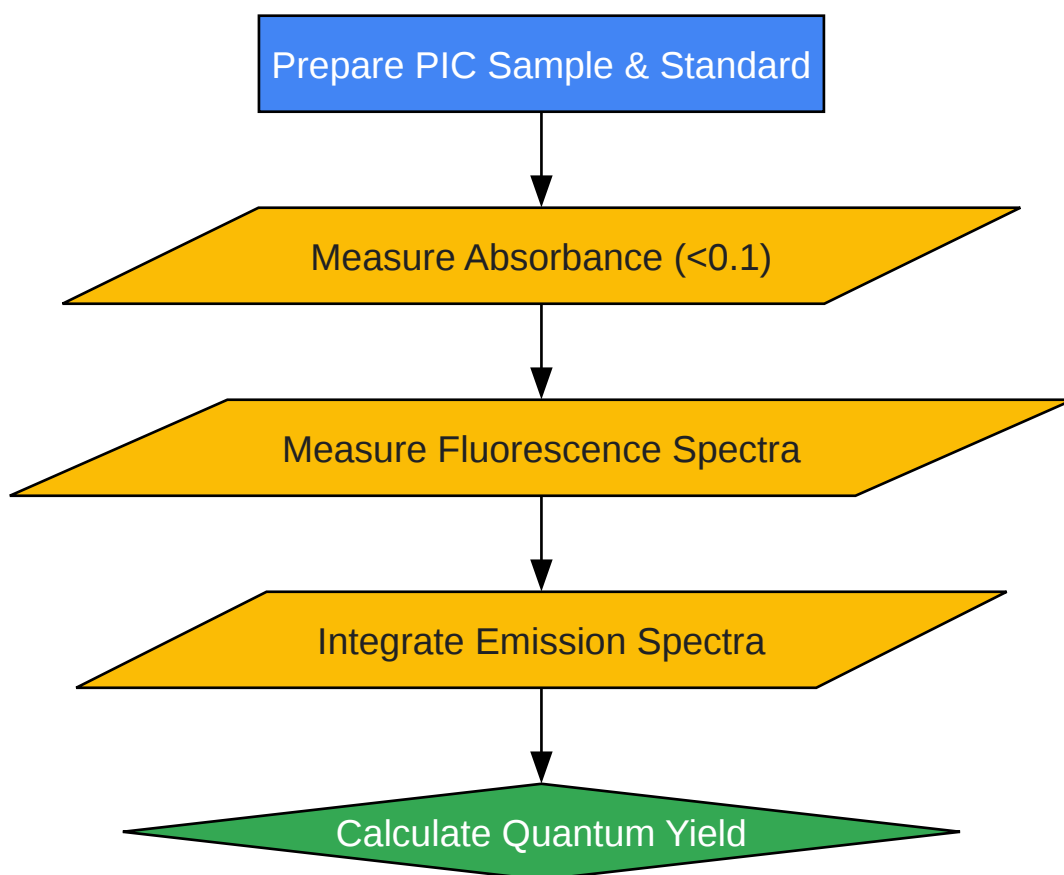 Prepare PIC Sample & Standard
Measure Absorbance (<0.1)
Measure Fluorescence Spectra
Integrate Emission Spectra
Calculate Quantum Yield